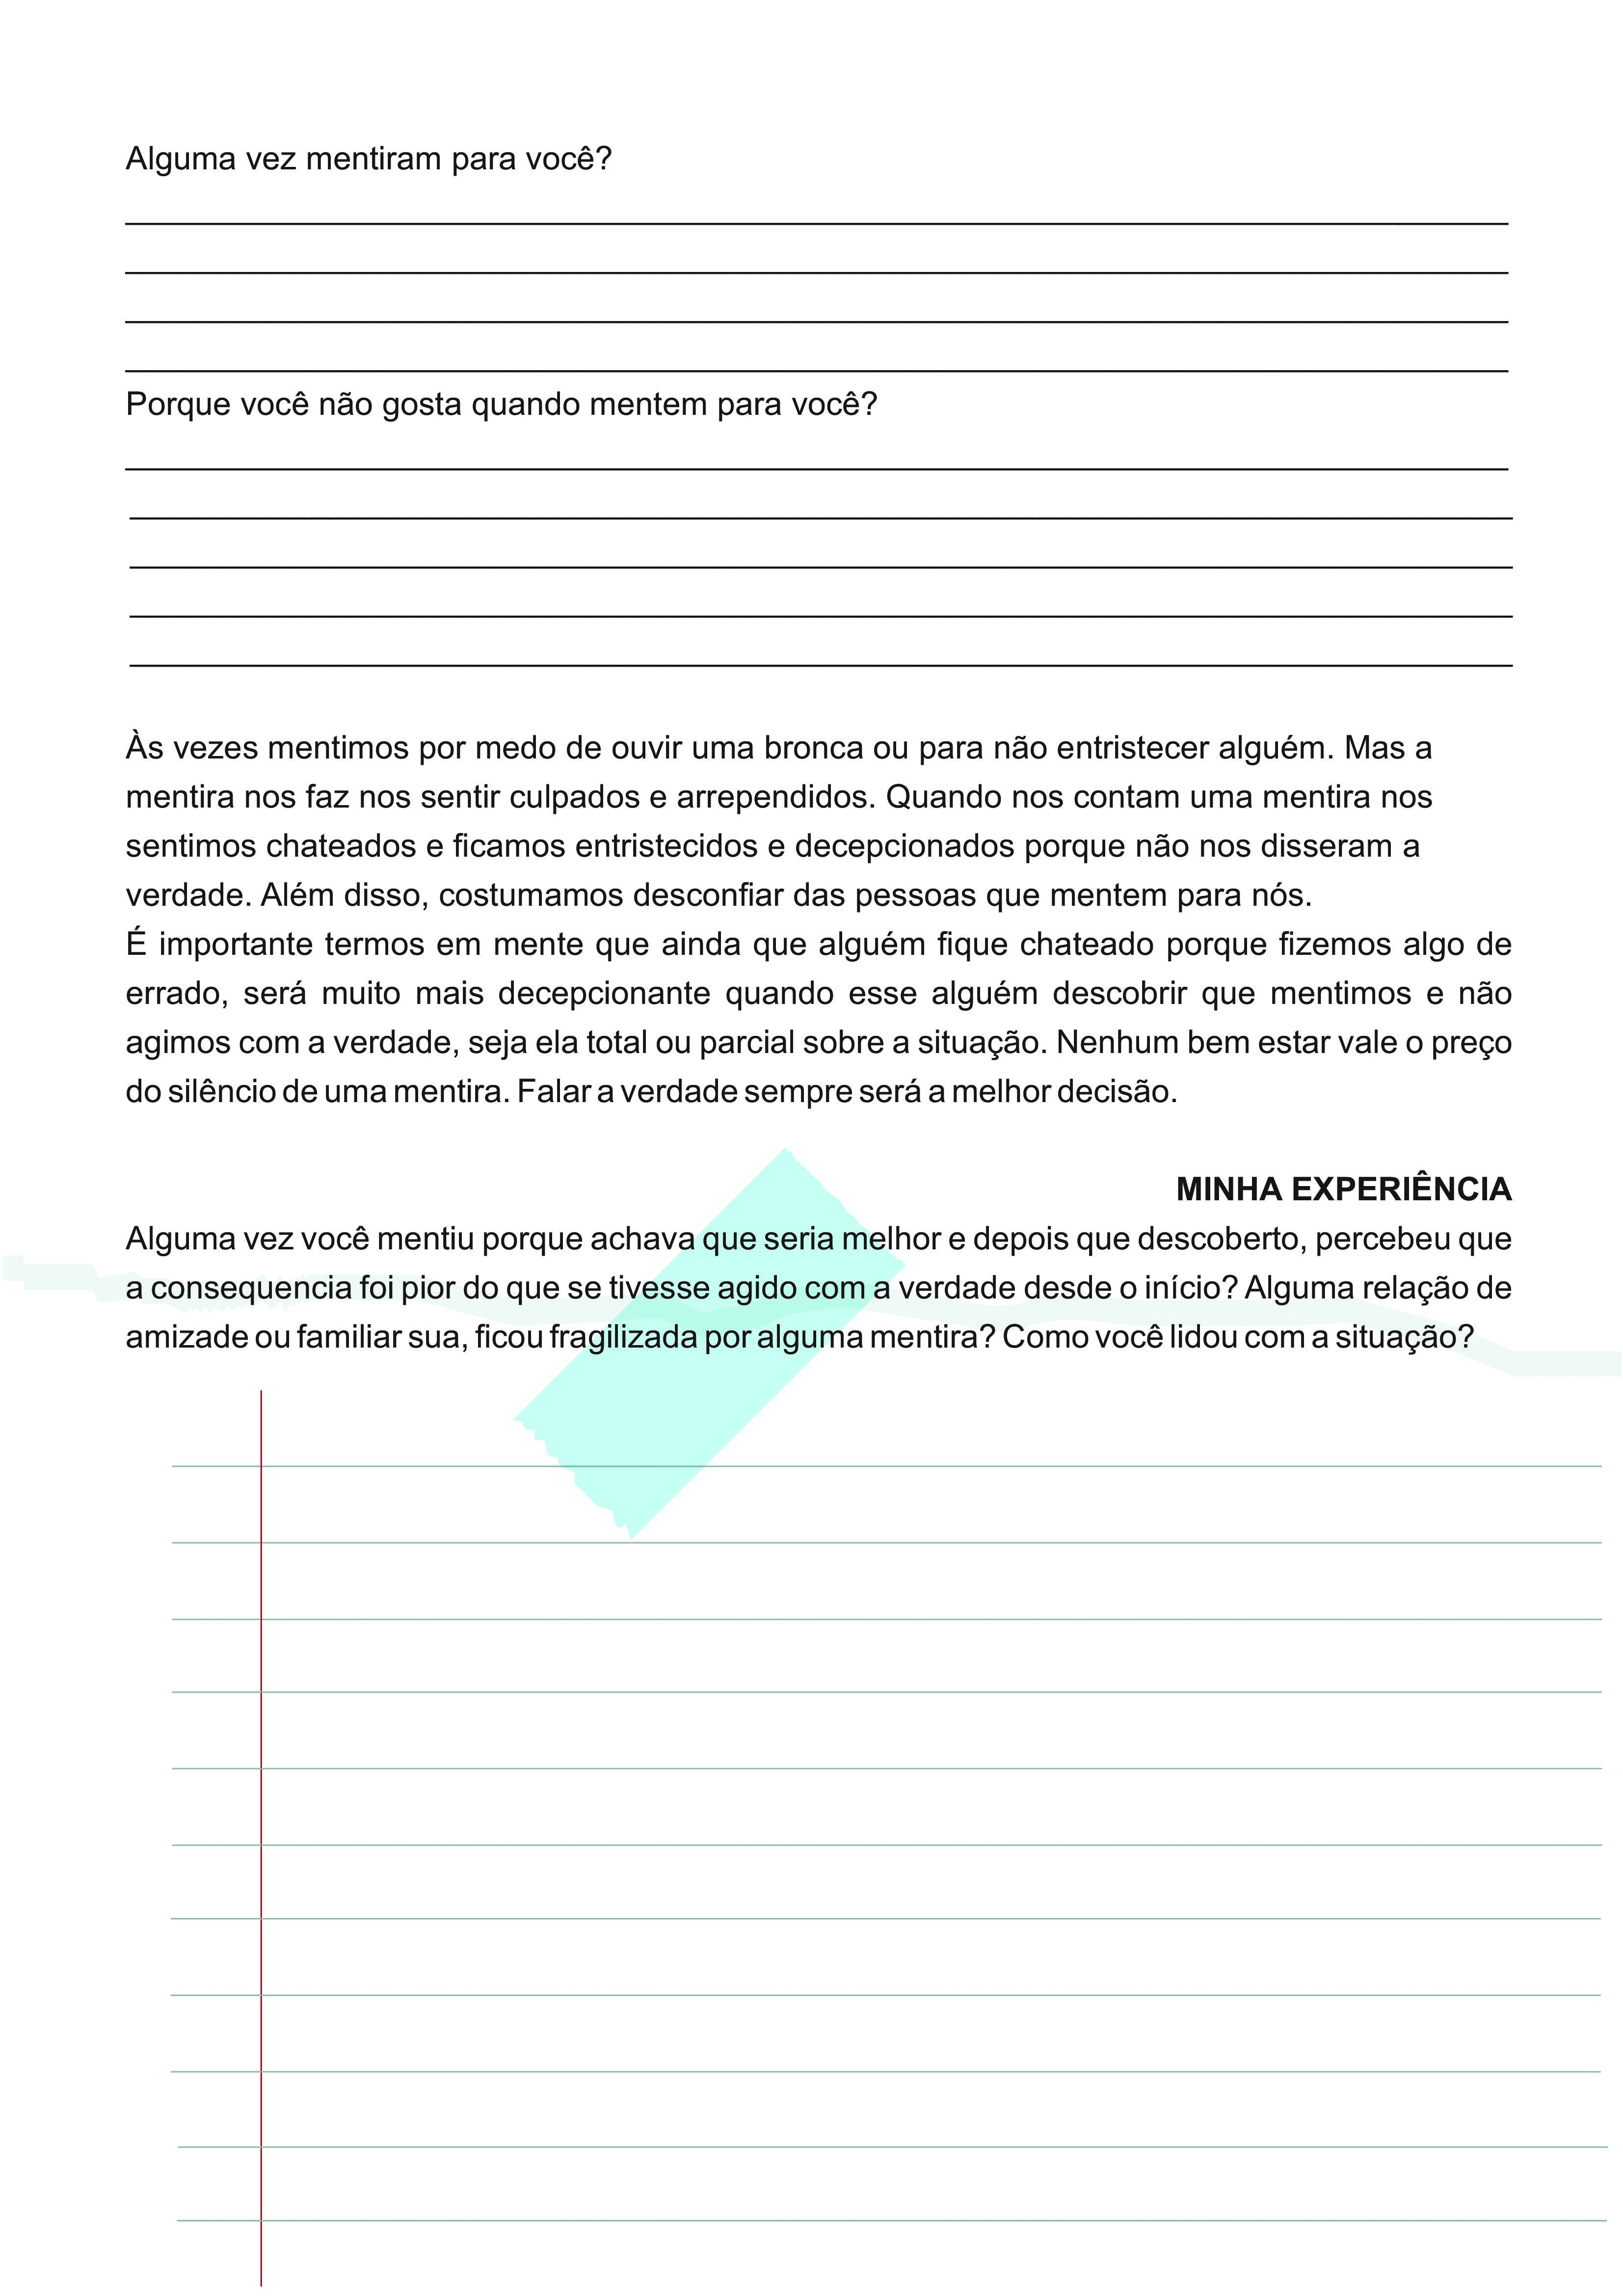 Alguma vez mentiram para você?
Porque você não gosta quando mentem para você?
Às vezes mentimos por medo de ouvir uma bronca ou para não entristecer alguém. Mas a
mentira nos faz nos sentir culpados e arrependidos. Quando nos contam uma mentira nos
sentimos chateados e ficamos entristecidos e decepcionados porque não nos disseram a
verdade. Além disso, costumamos desconfiar das pessoas que mentem para nós.
É importante termos em mente que ainda que alguém fique chateado porque fizemos algo de
errado, será muito mais decepcionante quando esse alguém descobrir que mentimos e não
agimos com a verdade, seja ela total ou parcial sobre a situação. Nenhum bem estar vale o preço
do silêncio de uma mentira. Falar a verdade sempre será a melhor decisão.
MINHA EXPERIÊNCIA
Alguma vez você mentiu porque achava que seria melhor e depois que descoberto, percebeu que
a consequencia foi pior do que se tivesse agido com a verdade desde o início? Alguma relação de
amizade ou familiar sua, ficou fragilizada por alguma mentira? Como você lidou com a situação?